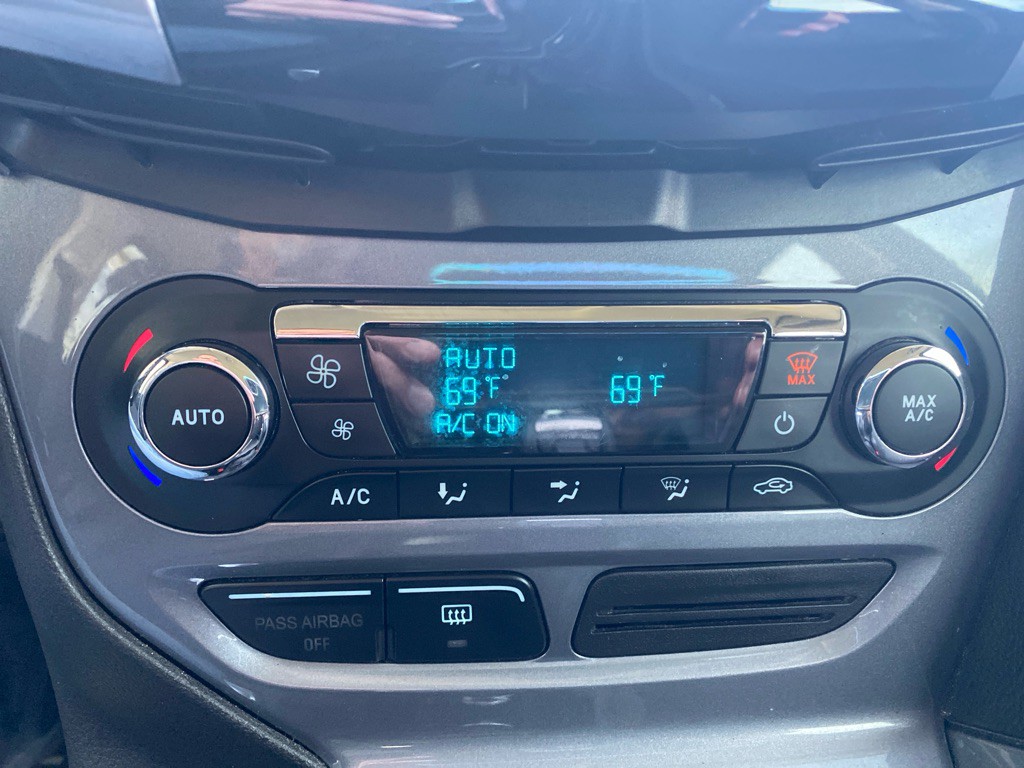 AUTO
69°F
69°F
A/C ON
MAX
AUTO
MAX
A/C
A/C
PASS AIRBAG
OFF